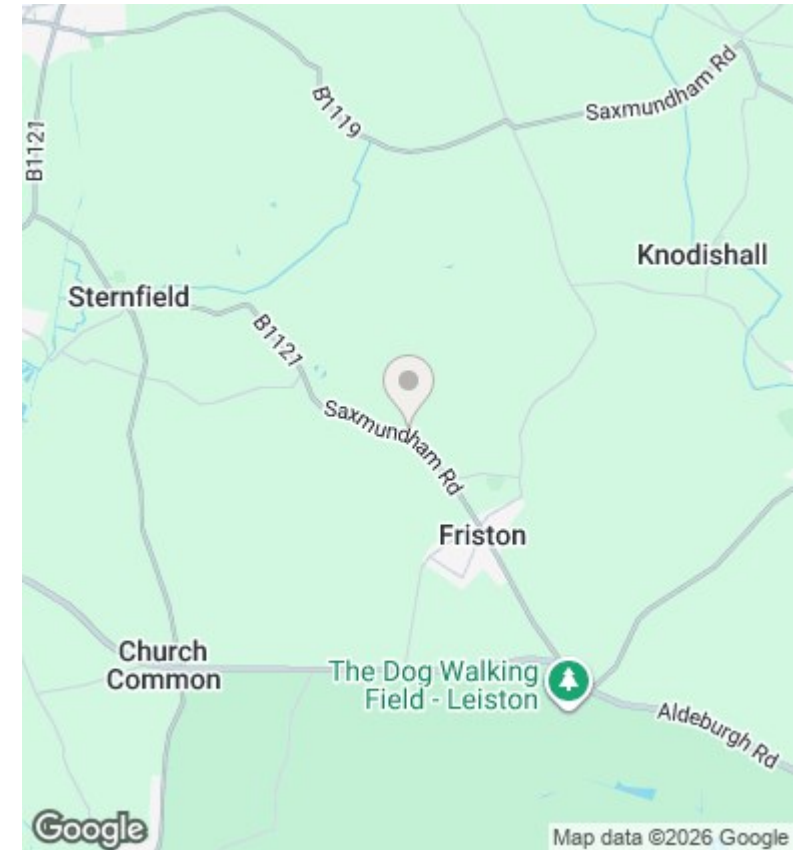 B1119
Saxmundham Rd
B1121
Knodishall
Sternfield
B1121
Saxmundham Rd
Friston
Church
Common
The Dog Walking
Field - Leiston
Aldeburgh Rd
Google
Map data ©2026 Google